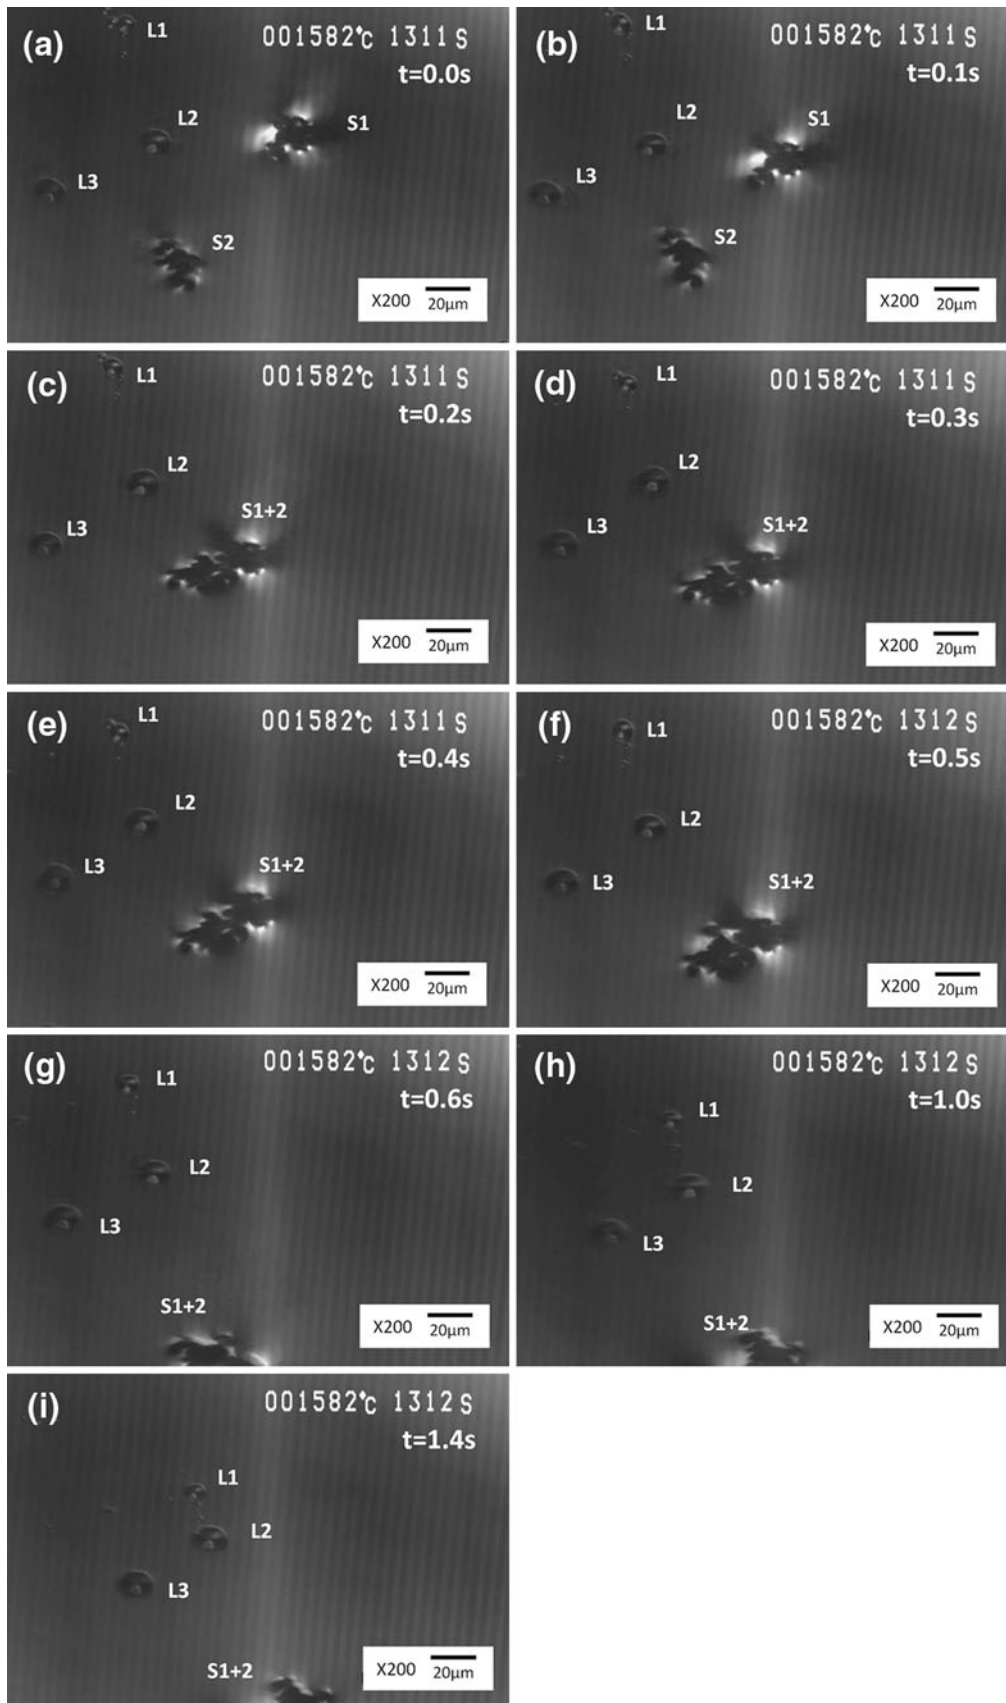 (a) L1 001582°C 1311 S
t=0.0s
L2 S1
L3
S2
X200 20µm
(b) L1 001582°C 1311 S
t=0.1s
L2 S1
L3
S2
X200 20µm
(c) L1 001582°C 1311 S
t=0.2s
L2
S1+2
L3
X200 20µm
(d) L1 001582°C 1311 S
t=0.3s
L2
S1+2
L3
X200 20µm
(e) L1 001582°C 1311 S
t=0.4s
L2
L3 S1+2
X200 20µm
(f) L1 001582°C 1312 S
t=0.5s
L2
L3 S1+2
X200 20µm
(g) L1 001582°C 1312 S
t=0.6s
L2
L3
S1+2
X200 20µm
(h) L1 001582°C 1312 S
t=1.0s
L2
L3
S1+2
X200 20µm
(i) 001582°C 1312 S
t=1.4s
L1
L2
L3
S1+2
X200 20µm